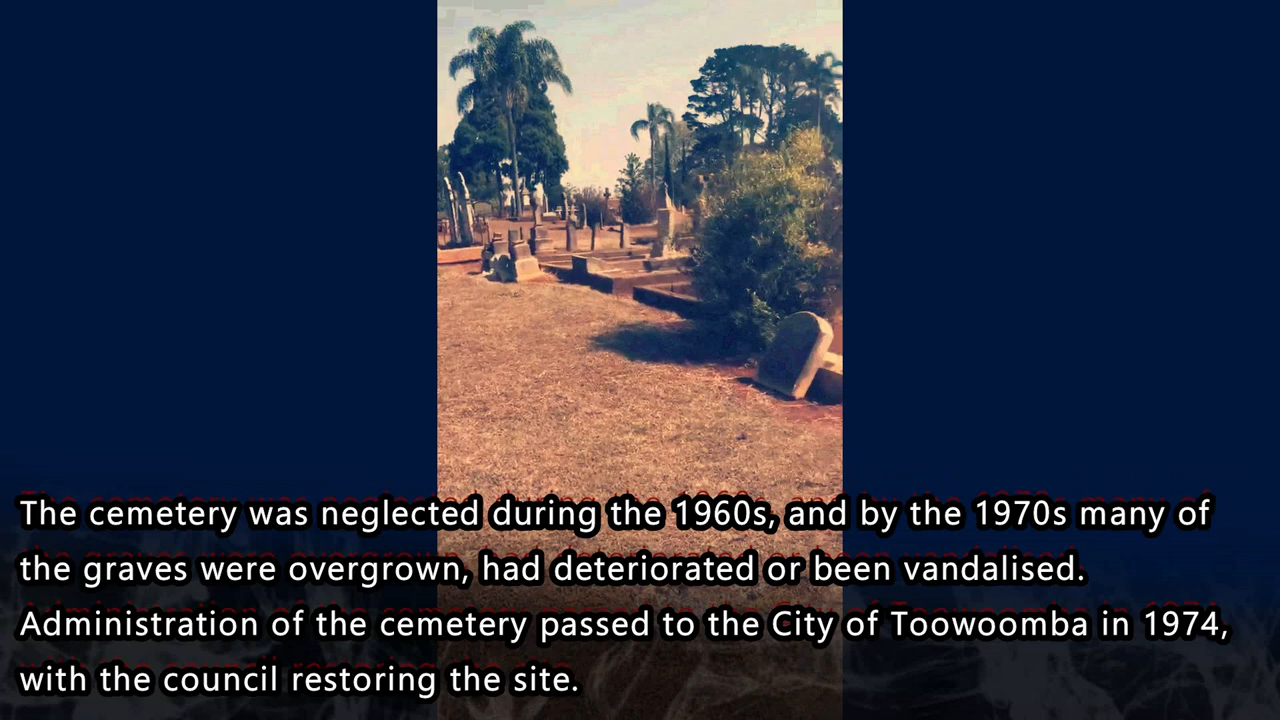 The cemetery was neglected during the 1960s, and by the 1970s many of
the graves were overgrown, had deteriorated or been vandalised.
Administration of the cemetery passed to the City of Toowoomba in 1974,
with the council restoring the site.